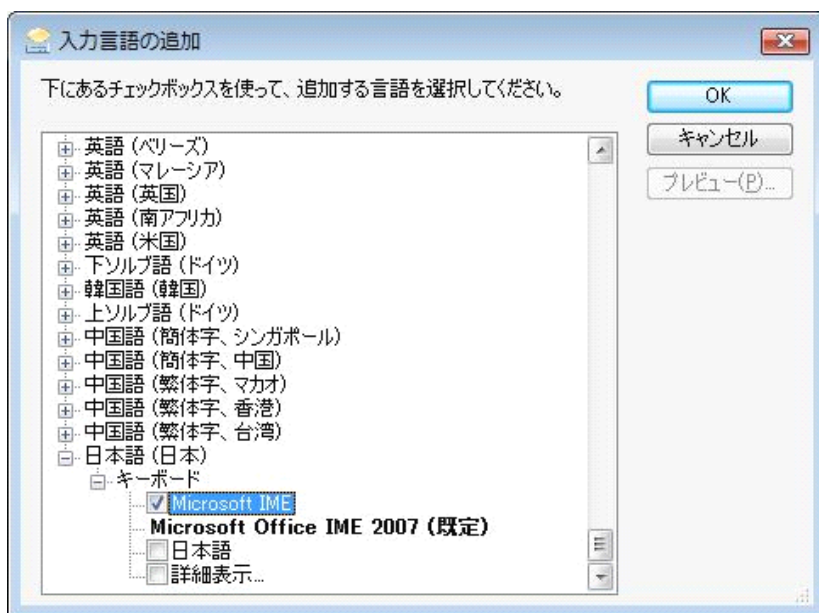 入力言語の追加
下にあるチェックボックスを使って、追加する言語を選択してください。
OK
キャンセル
プレビュー(P)...
英語 (ベリーズ)
英語 (マレーシア)
英語 (英国)
英語 (南アフリカ)
英語 (米国)
下ソルブ語 (ドイツ)
韓国語 (韓国)
上ソルブ語 (ドイツ)
中国語 (簡体字、シンガポール)
中国語 (簡体字、中国)
中国語 (繁体字、マカオ)
中国語 (繁体字、香港)
中国語 (繁体字、台湾)
日本語 (日本)
キーボード
Microsoft IME
Microsoft Office IME 2007 (既定)
日本語
詳細表示...